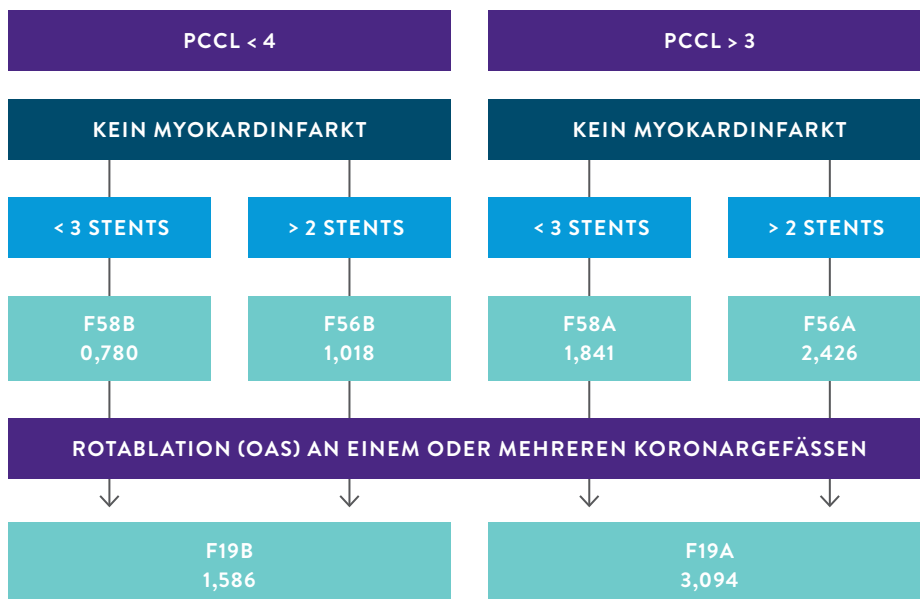 PCCL < 4
PCCL > 3
KEIN MYOKARDINFARKT
KEIN MYOKARDINFARKT
< 3 STENTS
> 2 STENTS
< 3 STENTS
> 2 STENTS
F58B
0,780
F56B
1,018
F58A
1,841
F56A
2,426
ROTABLATION (OAS) AN EINEM ODER MEHREREN KORONARGEFÄSSEN
F19B
1,586
F19A
3,094